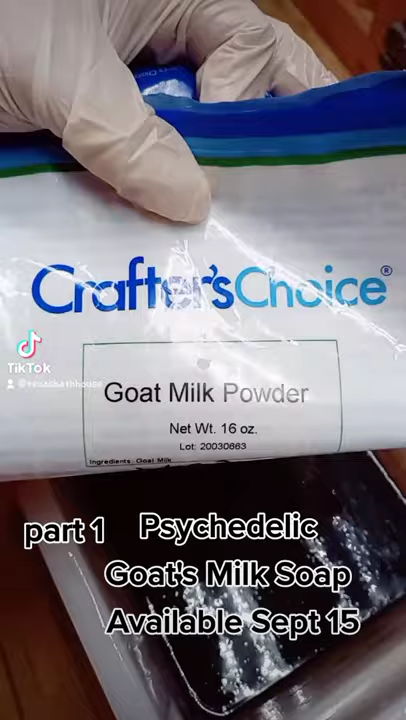 Crafter'sChoice®
TikTok
Goat Milk Powder
Net Wt. 16 oz.
Lot: 20030663
Ingredients: Goat Milk
part 1 Psychedelic
Goat's Milk Soap
Available Sept 15